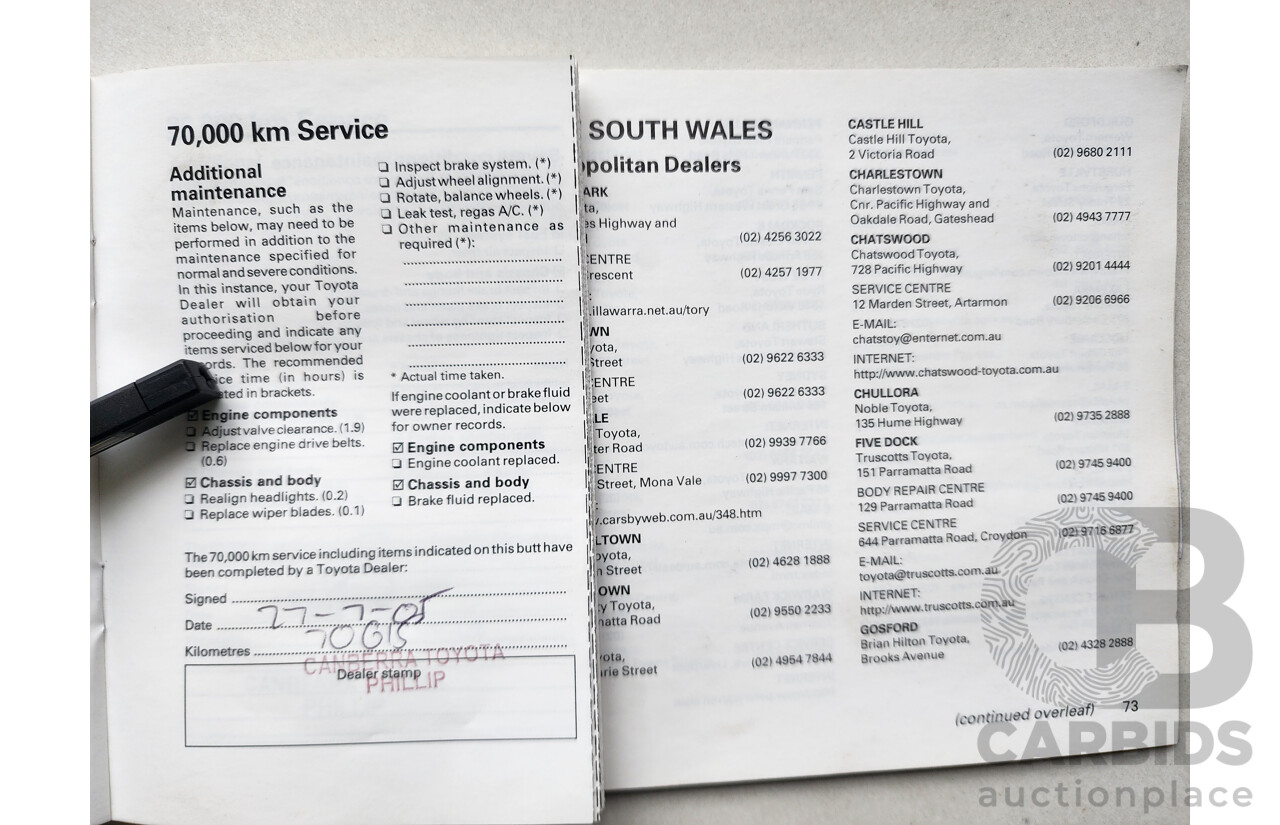 70,000 km Service
Additional
maintenance
Maintenance, such as the
items below, may need to be
performed in addition to the
maintenance specified for
normal and severe conditions.
In this instance, your Toyota
Dealer will obtain your
authorisation before
proceeding and indicate any
items serviced below for your
ords. The recommended
ice time (in hours) is
ated in brackets.
☑ Engine components
❏ Adjust valve clearance. (1.9)
❏ Replace engine drive belts.
(0.6)
☑ Chassis and body
❏ Realign headlights. (0.2)
❏ Replace wiper blades. (0.1)
❏ Inspect brake system. (*)
❏ Adjust wheel alignment. (*)
❏ Rotate, balance wheels. (*)
❏ Leak test, regas A/C. (*)
❏ Other maintenance as
required (*):
* Actual time taken.
If engine coolant or brake fluid
were replaced, indicate below
for owner records.
☑ Engine components
❏ Engine coolant replaced.
☑ Chassis and body
❏ Brake fluid replaced.
The 70,000 km service including items indicated on this butt have
been completed by a Toyota Dealer:
Signed
Date 27-7-05
Kilometres
CANBERRA TOYOTA
Dealer stamp
PHILLIP
SOUTH WALES
politan Dealers
ARK
ta,
es Highway and
(02) 4256 3022
ENTRE
rescent (02) 4257 1977
.illawarra.net.au/tory
WN
yota,
Street (02) 9622 6333
ENTRE
eet (02) 9622 6333
LE
Toyota,
ter Road (02) 9939 7766
ENTRE
Street, Mona Vale (02) 9997 7300
.carsbyweb.com.au/348.htm
LTOWN
oyota,
n Street (02) 4628 1888
OWN
y Toyota,
matta Road (02) 9550 2233
ota,
rie Street (02) 4954 7844
CASTLE HILL
Castle Hill Toyota,
2 Victoria Road (02) 9680 2111
CHARLESTOWN
Charlestown Toyota,
Cnr. Pacific Highway and
Oakdale Road, Gateshead (02) 4943 7777
CHATSWOOD
Chatswood Toyota,
728 Pacific Highway (02) 9201 4444
SERVICE CENTRE
12 Marden Street, Artarmon (02) 9206 6966
E-MAIL:
chatstoy@enternet.com.au
INTERNET:
http://www.chatswood-toyota.com.au
CHULLORA
Noble Toyota,
135 Hume Highway (02) 9735 2888
FIVE DOCK
Truscotts Toyota,
151 Parramatta Road (02) 9745 9400
BODY REPAIR CENTRE
129 Parramatta Road (02) 9745 9400
SERVICE CENTRE
644 Parramatta Road, Croydon (02) 9716 6877
E-MAIL:
toyota@truscotts.com.au
INTERNET:
http://www.truscotts.com.au
GOSFORD
Brian Hilton Toyota,
Brooks Avenue (02) 4328 2888
(continued overleaf) 73
CB
CARBIDS
auctionplace